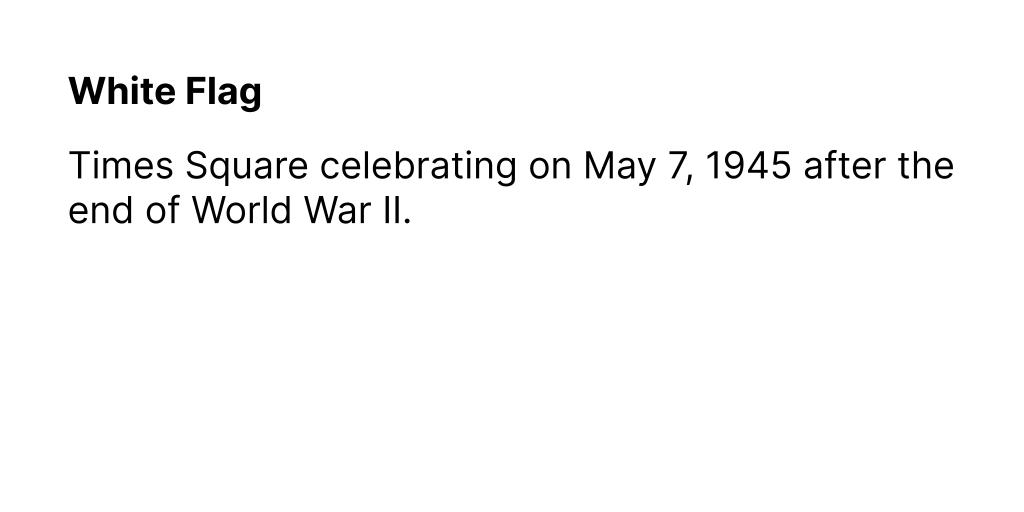 White Flag
Times Square celebrating on May 7, 1945 after the
end of World War II.